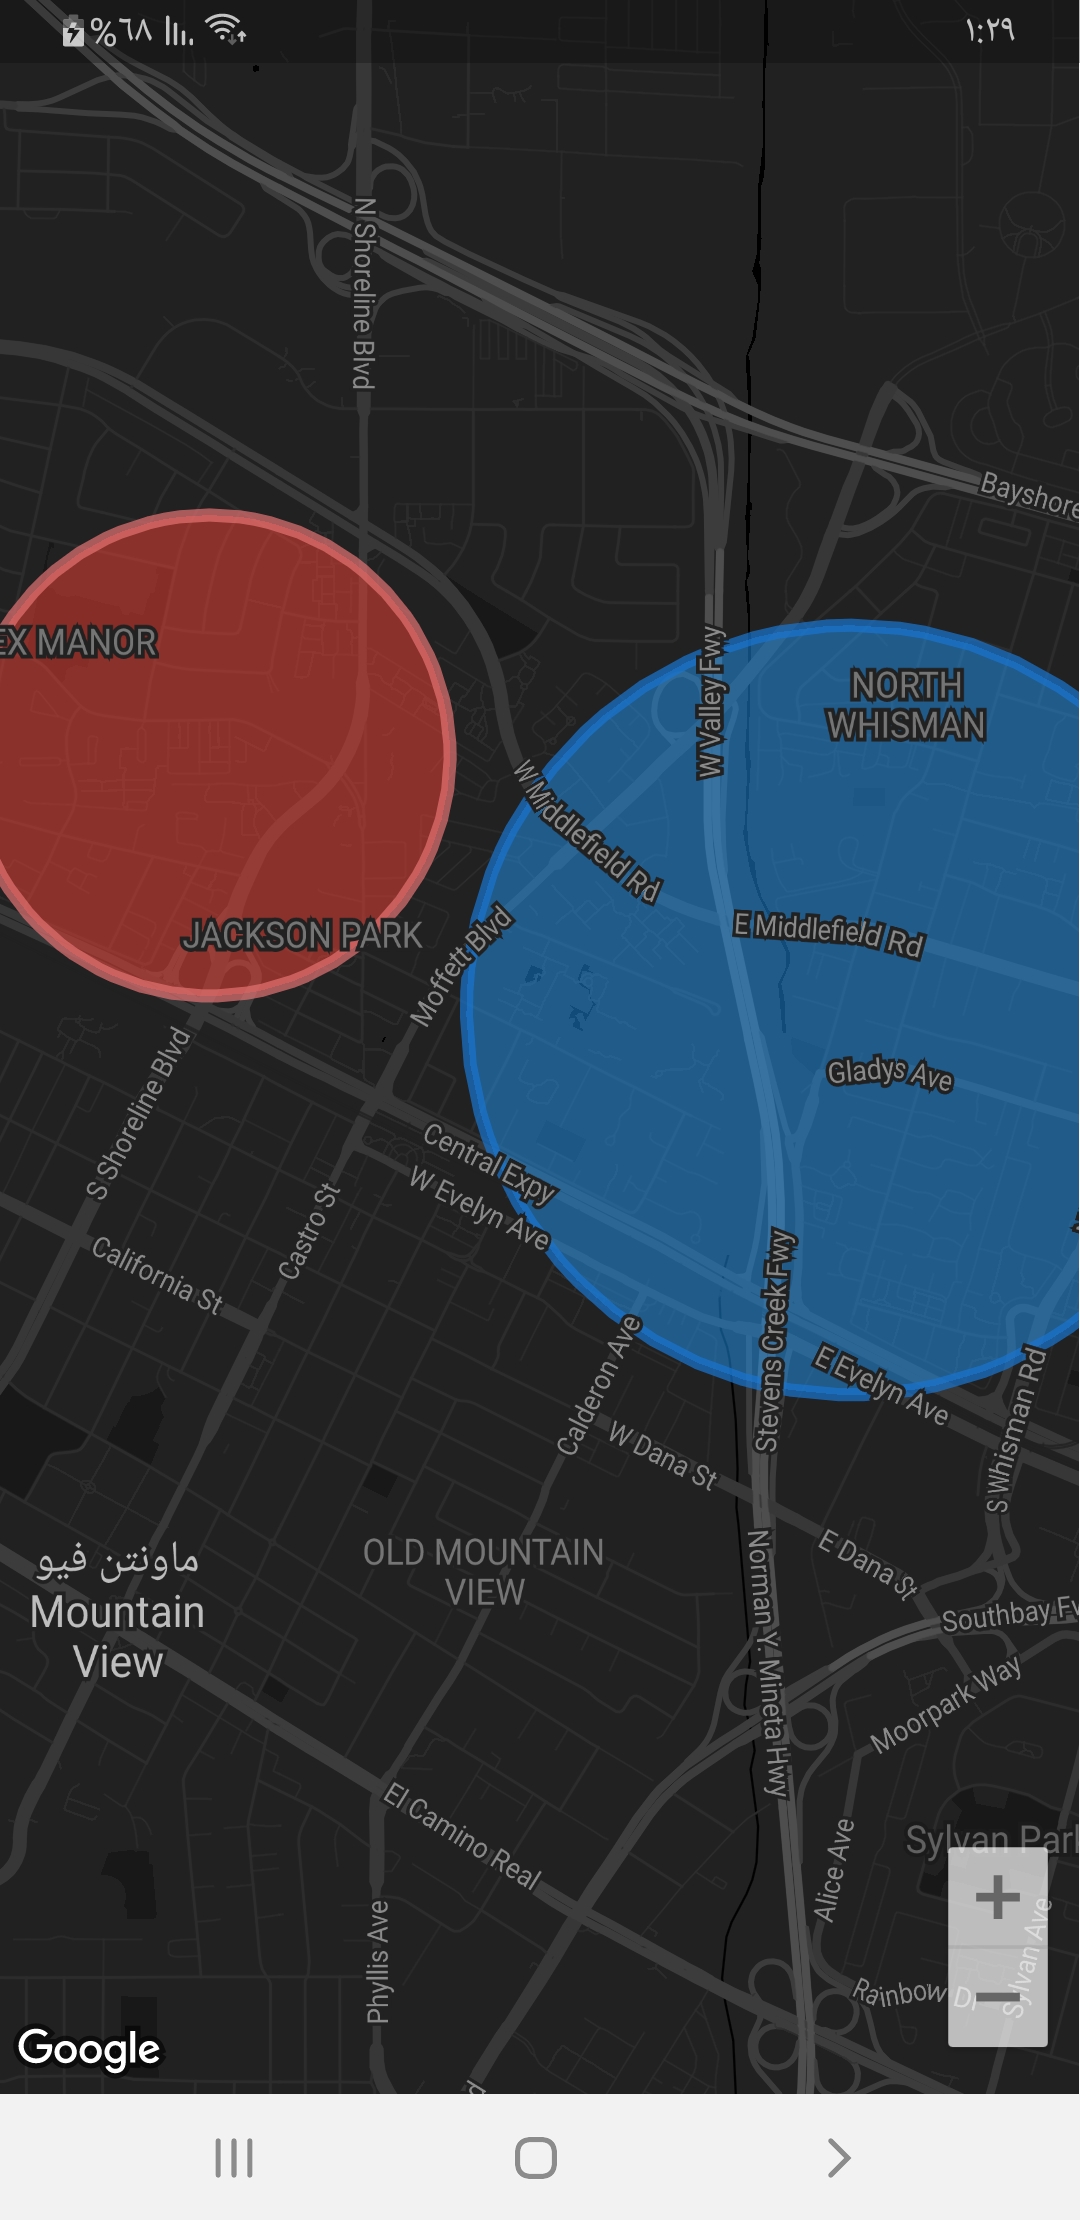 %٦٨
١:٢٩
N Shoreline Blvd
Bayshore
EX MANOR
W Valley Fwy
NORTH
WHISMAN
W Middlefield Rd
E Middlefield Rd
JACKSON PARK
Moffett Blvd
Gladys Ave
S Shoreline Blvd
Central Expy
W Evelyn Ave
Castro St
California St
Stevens Creek Fwy
Calderon Ave
E Evelyn Ave
S Whisman Rd
W Dana St
E Dana St
ماونتن فيو
Mountain
View
OLD MOUNTAIN
VIEW
Norman Y. Mineta Hwy
Southbay Fw
Moorpark Way
El Camino Real
Alice Ave
Sylvan Park
Sylvan Ave
Phyllis Ave
Rainbow Dr
Google